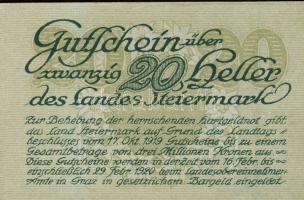 Gutschein über
zwanzig 20 Heller
des Landes Steiermark
Zur Behebung der herrschenden Hartgeldnot gibt
das Land Steiermark auf Grund des Landtags=
beschlusses vom 17. Okt. 1919 Gutscheine bis zu einem
Gesamtbetrage von drei Millionen Kronen aus=
Diese Gutscheine werden in der Zeit vom 16. Febr. bis
einschließlich 29. Febr. 1920 beim Landesobereinnehmer=
Amte in Graz in gesetzlichem Bargeld eingelöst.